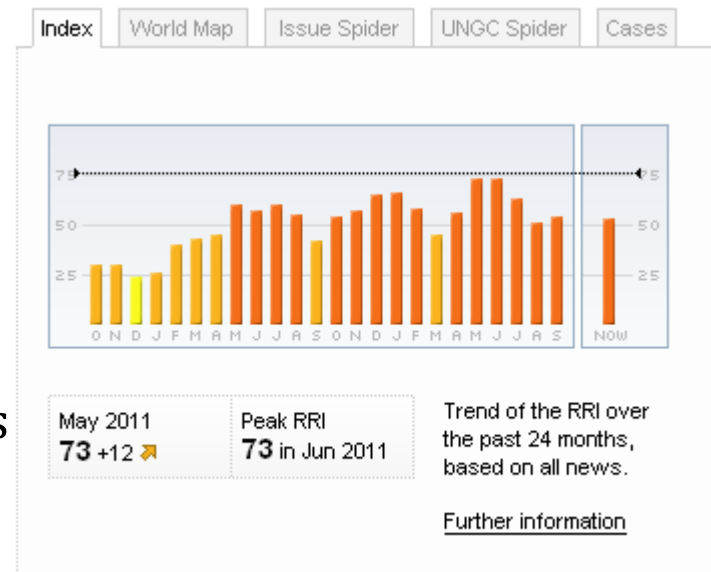 Index World Map Issue Spider UNGC Spider Cases
75 75
50 50
25 25
O N D J F M A M J J A S O N D J F M A M J J A S NOW
s
May 2011 Peak RRI
73 +12 73 in Jun 2011
Trend of the RRI over
the past 24 months,
based on all news.
Further information